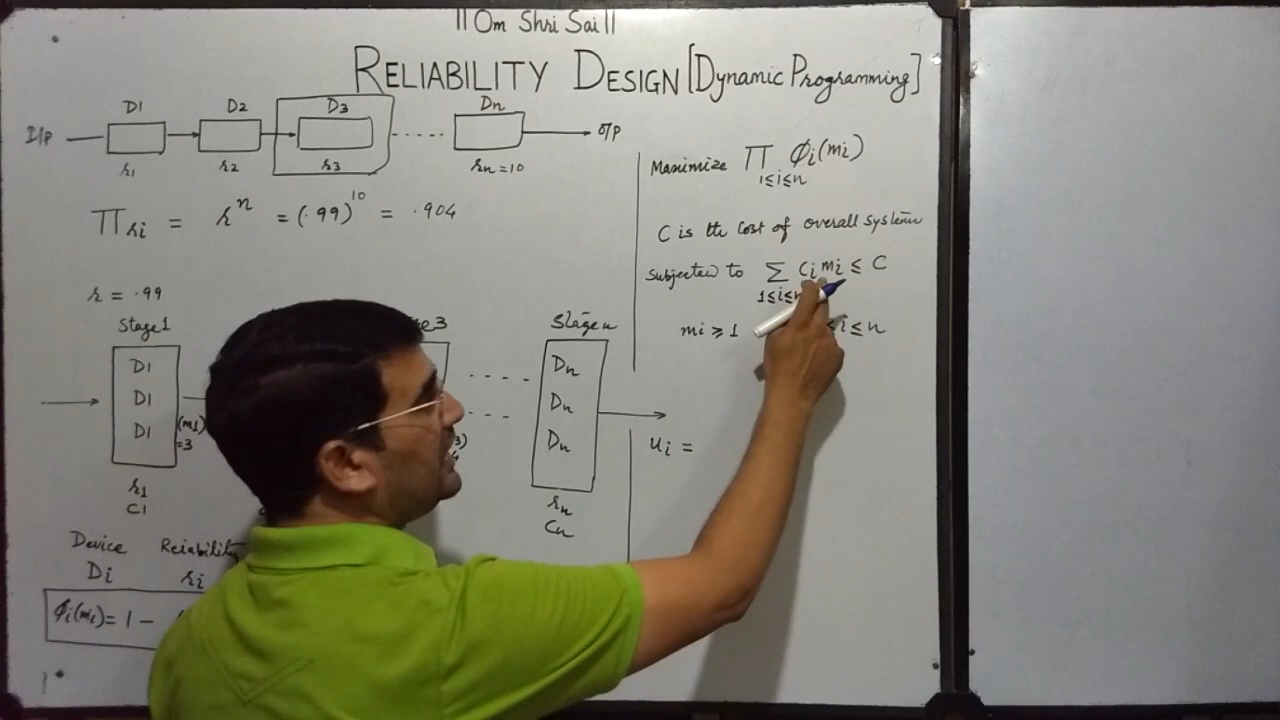 || Om Shri Sai ||
RELIABILITY DESIGN [Dynamic Programming]
D1 D2 D3 Dn
I/P ..... O/P
r1 r2 r3 rn = 10
∏ri = r^n = (.99)^10 = .904
r = .99
Stage1 Stage n
D1 Dn
D1 Dn
D1 Dn
(m1)
=3
r1 rn
C1 Cn
Device Reiability
Di ri
ϕi(mi) = 1 -
Maximize ∏ ϕi(mi)
1≤i≤n
C is the Cost of overall system
Subjected to ∑ Ci mi ≤ C
mi ≥ 1 ≤i≤n
ui =